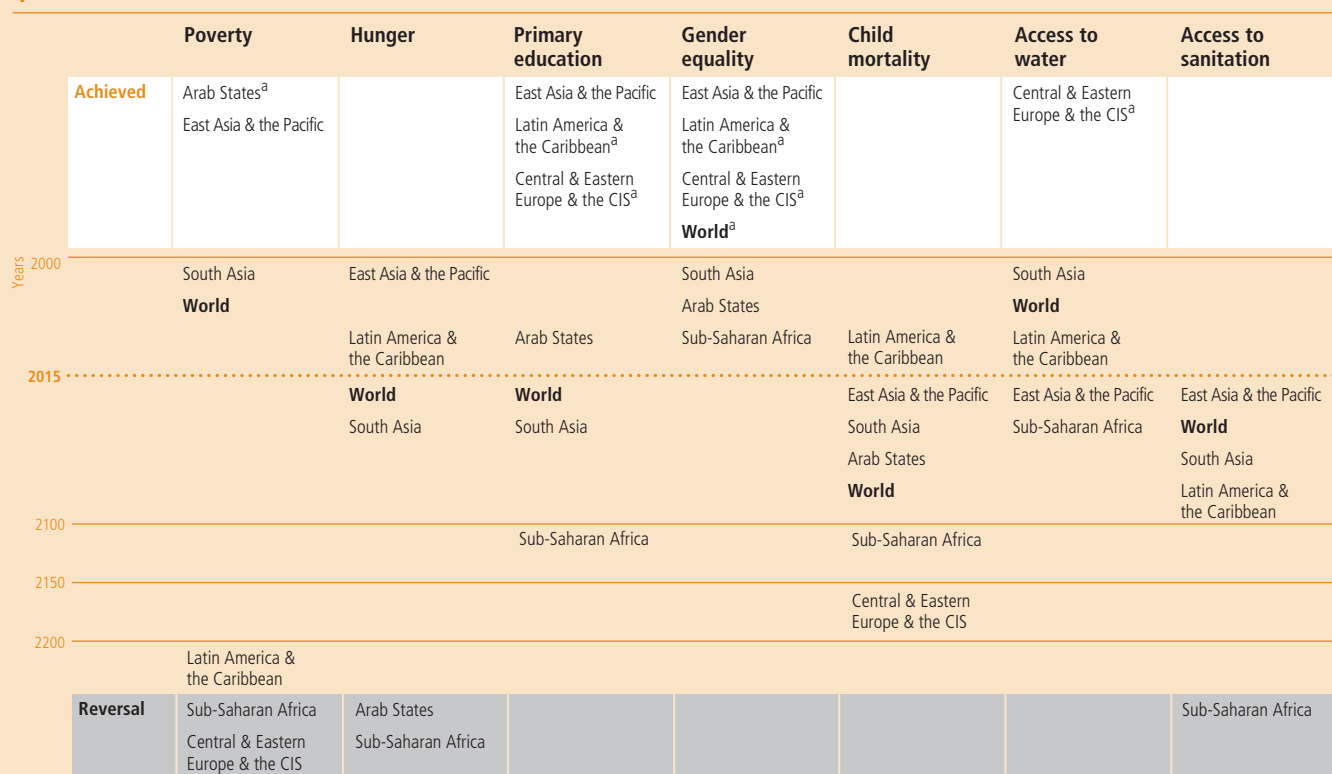 Poverty
Hunger
Primary
education
Gender
equality
Child
mortality
Access to
water
Access to
sanitation
Achieved
Arab Statesa
East Asia & the Pacific
East Asia & the Pacific
Latin America &
the Caribbeana
Central & Eastern
Europe & the CISa
East Asia & the Pacific
Latin America &
the Caribbeana
Central & Eastern
Europe & the CISa
Worlda
Central & Eastern
Europe & the CISa
Years
2000
South Asia
World
East Asia & the Pacific
Latin America &
the Caribbean
Arab States
South Asia
Arab States
Sub-Saharan Africa
Latin America &
the Caribbean
South Asia
World
Latin America &
the Caribbean
2015
World
South Asia
World
South Asia
East Asia & the Pacific
South Asia
Arab States
World
East Asia & the Pacific
Sub-Saharan Africa
East Asia & the Pacific
World
South Asia
Latin America &
the Caribbean
2100
Sub-Saharan Africa
Sub-Saharan Africa
2150
Central & Eastern
Europe & the CIS
2200
Latin America &
the Caribbean
Reversal
Sub-Saharan Africa
Central & Eastern
Europe & the CIS
Arab States
Sub-Saharan Africa
Sub-Saharan Africa